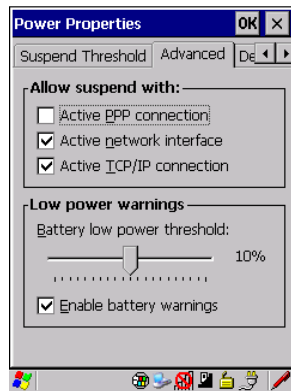 Power Properties OK ×
Suspend Threshold Advanced De
Allow suspend with:
Active PPP connection
Active network interface
Active TCP/IP connection
Low power warnings
Battery low power threshold:
10%
Enable battery warnings